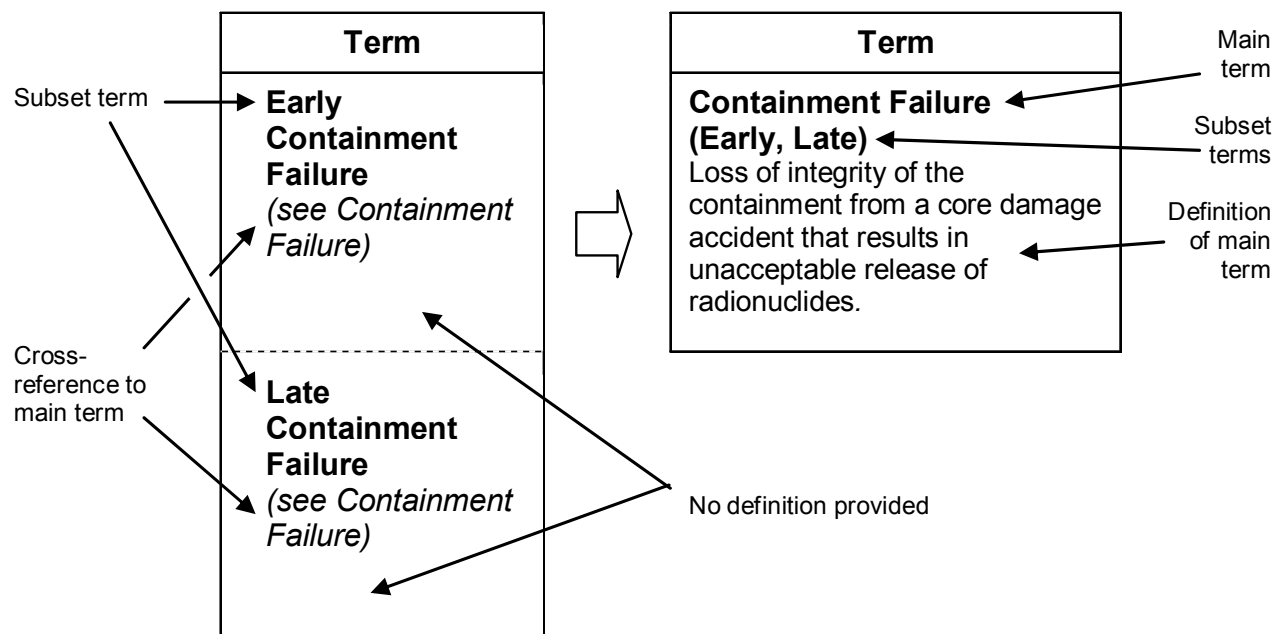 Subset term
Cross-
reference to
main term
Term
Early
Containment
Failure
(see Containment
Failure)
Late
Containment
Failure
(see Containment
Failure)
Term
Containment Failure
(Early, Late)
Loss of integrity of the
containment from a core damage
accident that results in
unacceptable release of
radionuclides.
Main
term
Subset
terms
Definition
of main
term
No definition provided